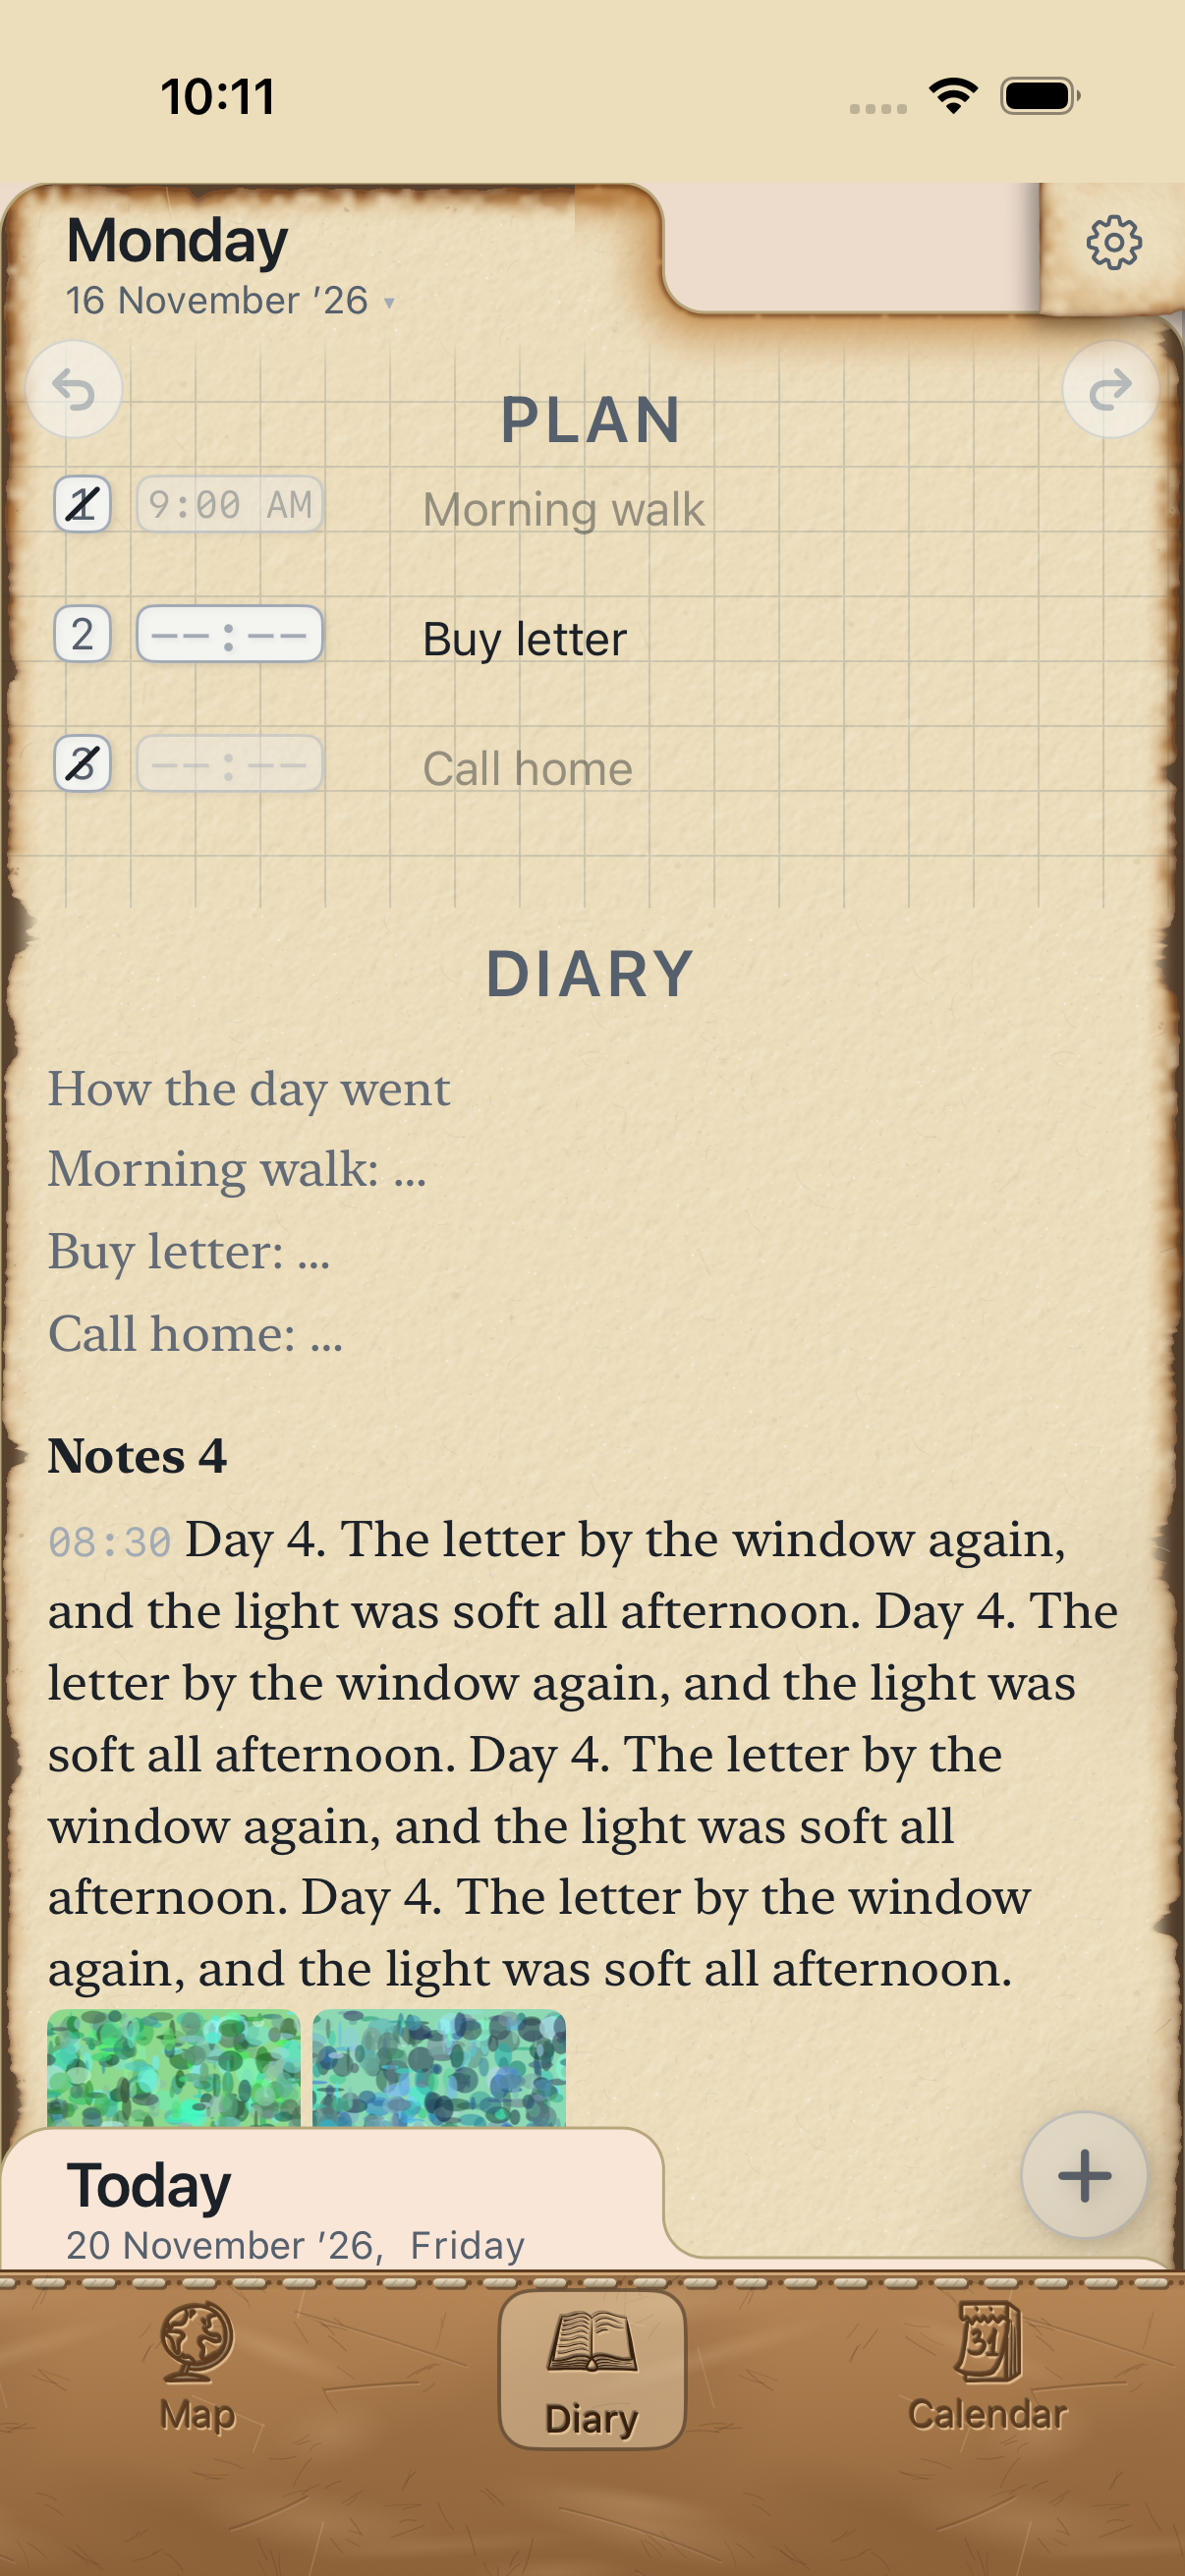 10:11
Monday
16 November ’26 ▾
PLAN
1 9:00 AM Morning walk
2 --:-- Buy letter
3 --:-- Call home
DIARY
How the day went
Morning walk: ...
Buy letter: ...
Call home: ...
Notes 4
08:30 Day 4. The letter by the window again,
and the light was soft all afternoon. Day 4. The
letter by the window again, and the light was
soft all afternoon. Day 4. The letter by the
window again, and the light was soft all
afternoon. Day 4. The letter by the window
again, and the light was soft all afternoon.
Today
20 November ’26, Friday
31
Map
Diary
Calendar